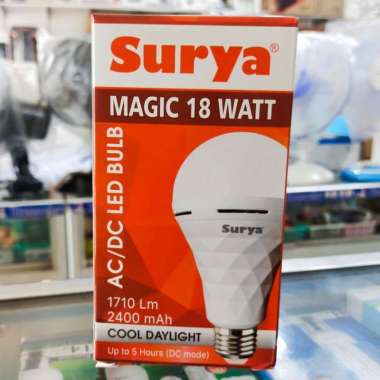 Surya®
MAGIC 18 WATT
AC/DC LED BULB
Surya
1710 Lm
2400 mAh
COOL DAYLIGHT
Up to 5 Hours (DC mode)